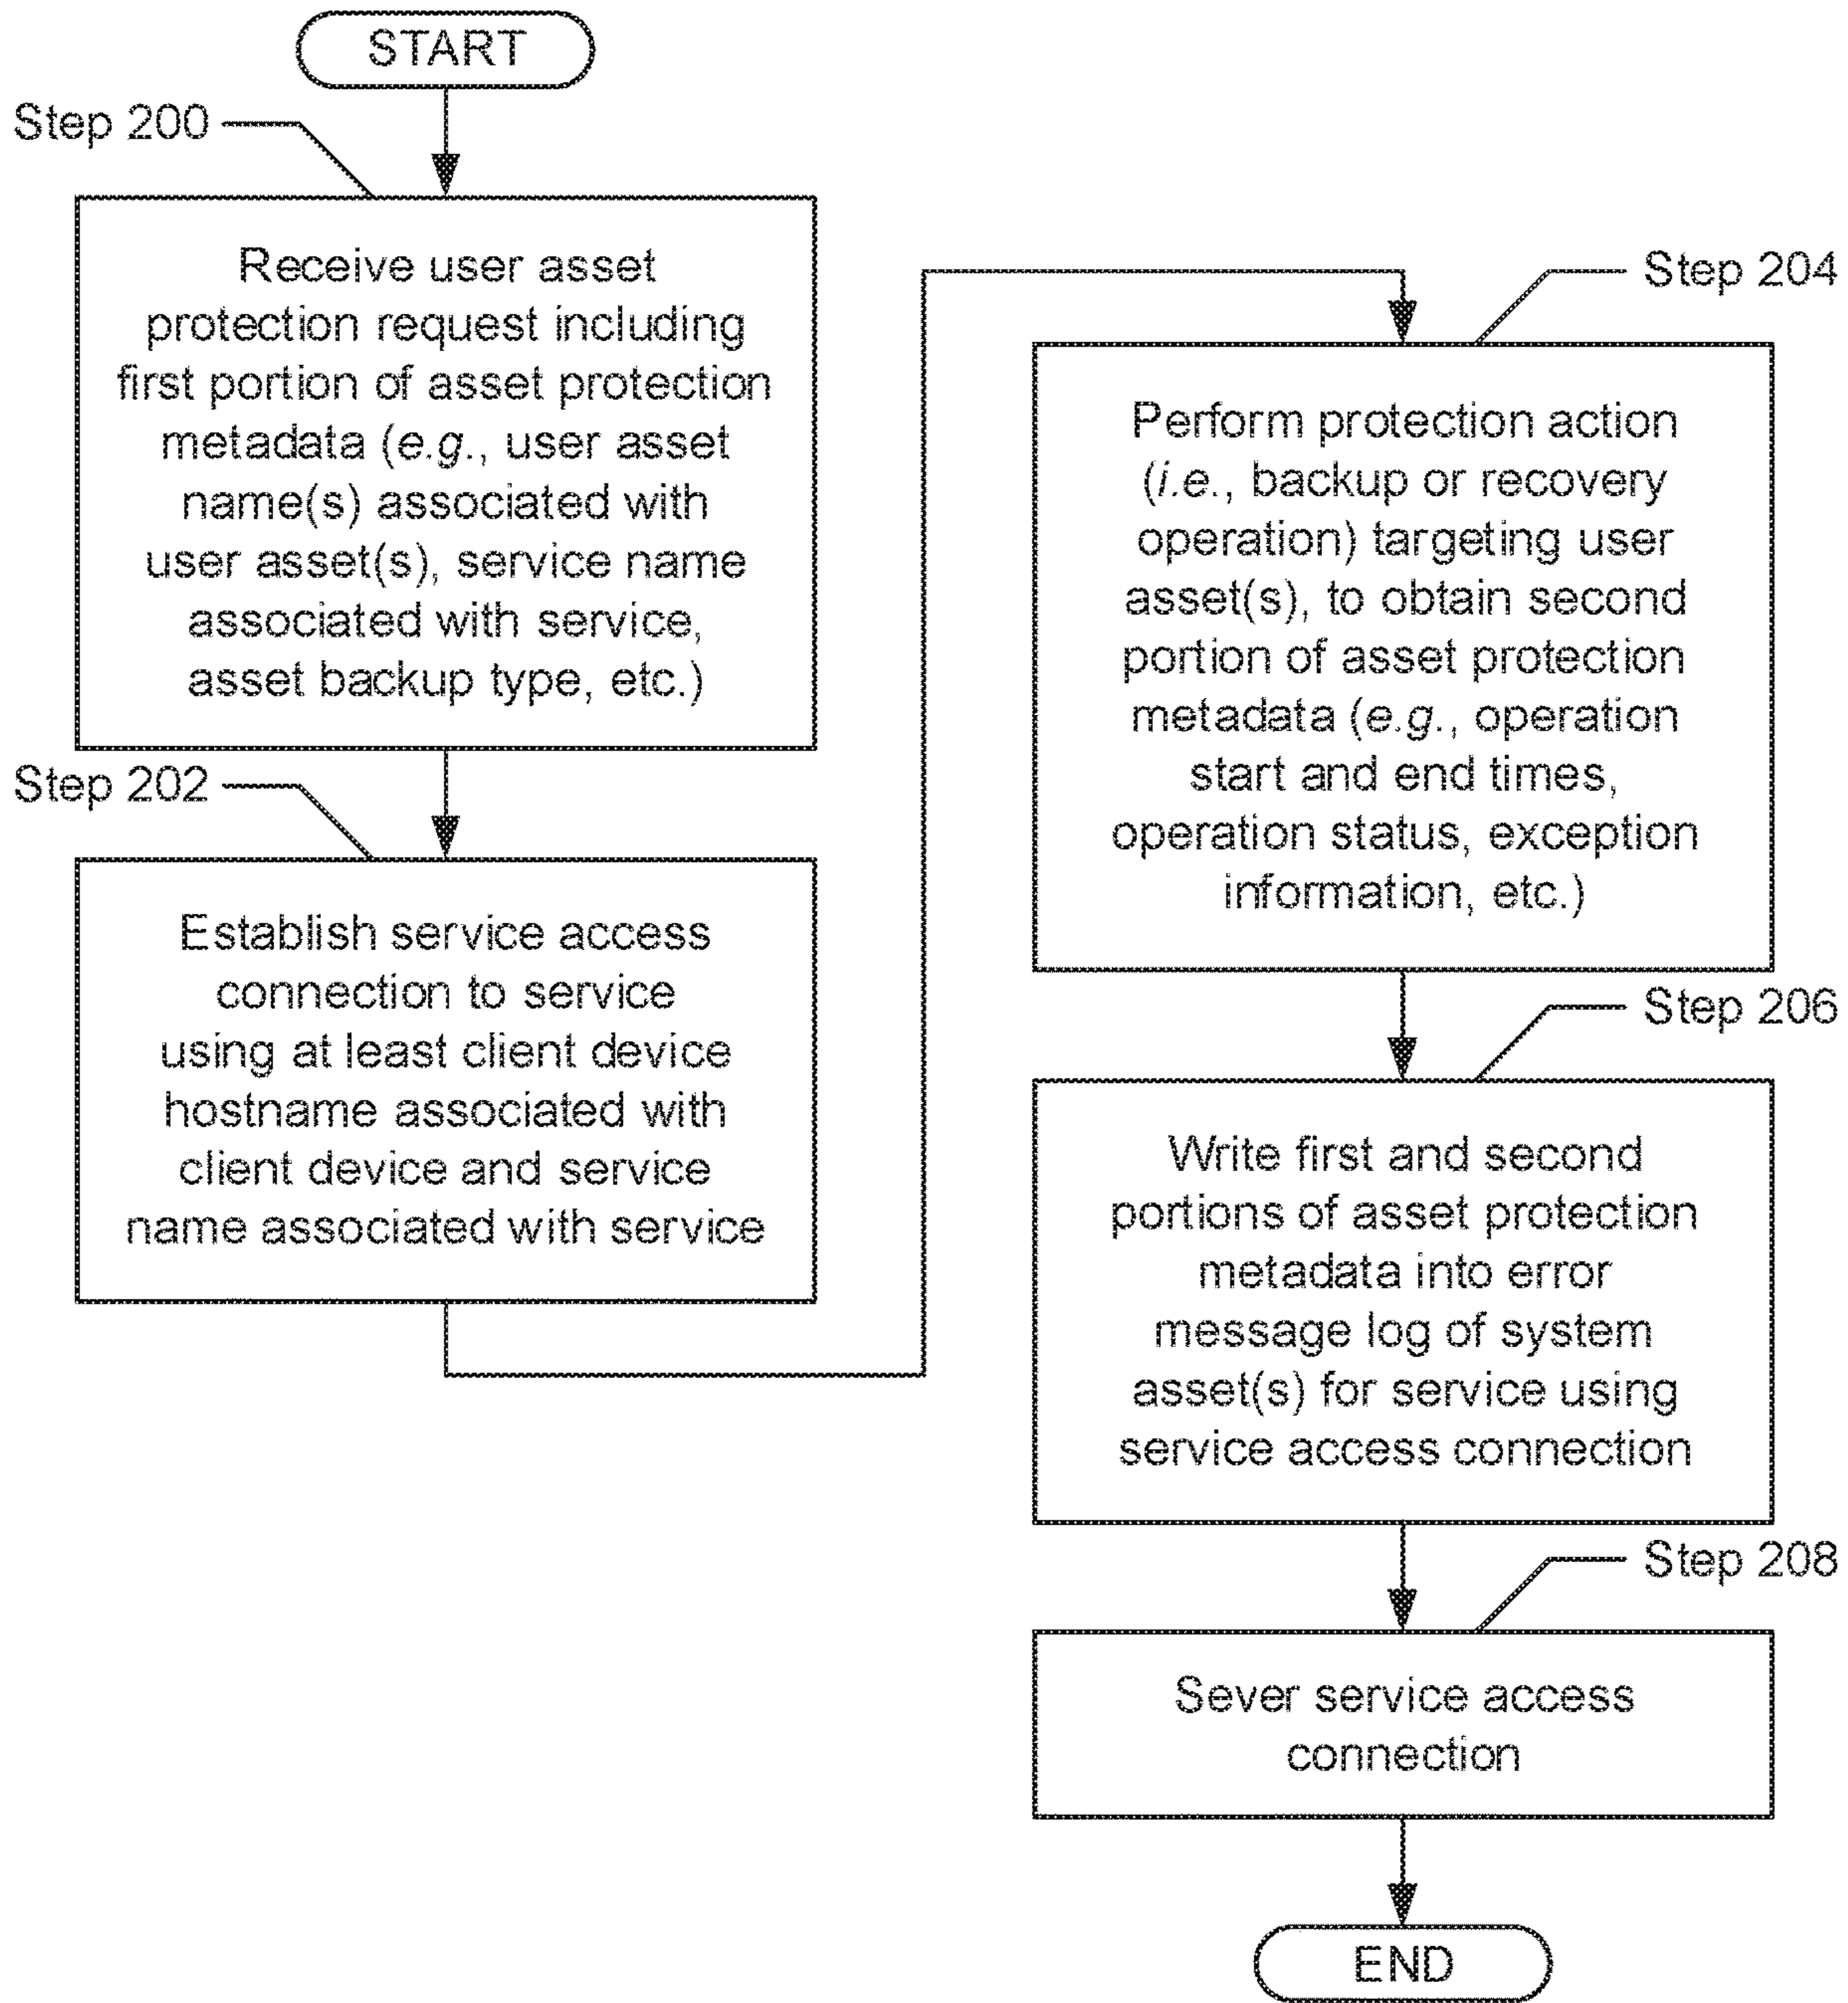 START
Step 200
Receive user asset
protection request including
first portion of asset protection
metadata (e.g., user asset
name(s) associated with
user asset(s), service name
associated with service,
asset backup type, etc.)
Step 202
Establish service access
connection to service
using at least client device
hostname associated with
client device and service
name associated with service
Step 204
Perform protection action
(i.e., backup or recovery
operation) targeting user
asset(s), to obtain second
portion of asset protection
metadata (e.g., operation
start and end times,
operation status, exception
information, etc.)
Step 206
Write first and second
portions of asset protection
metadata into error
message log of system
asset(s) for service using
service access connection
Step 208
Sever service access
connection
END